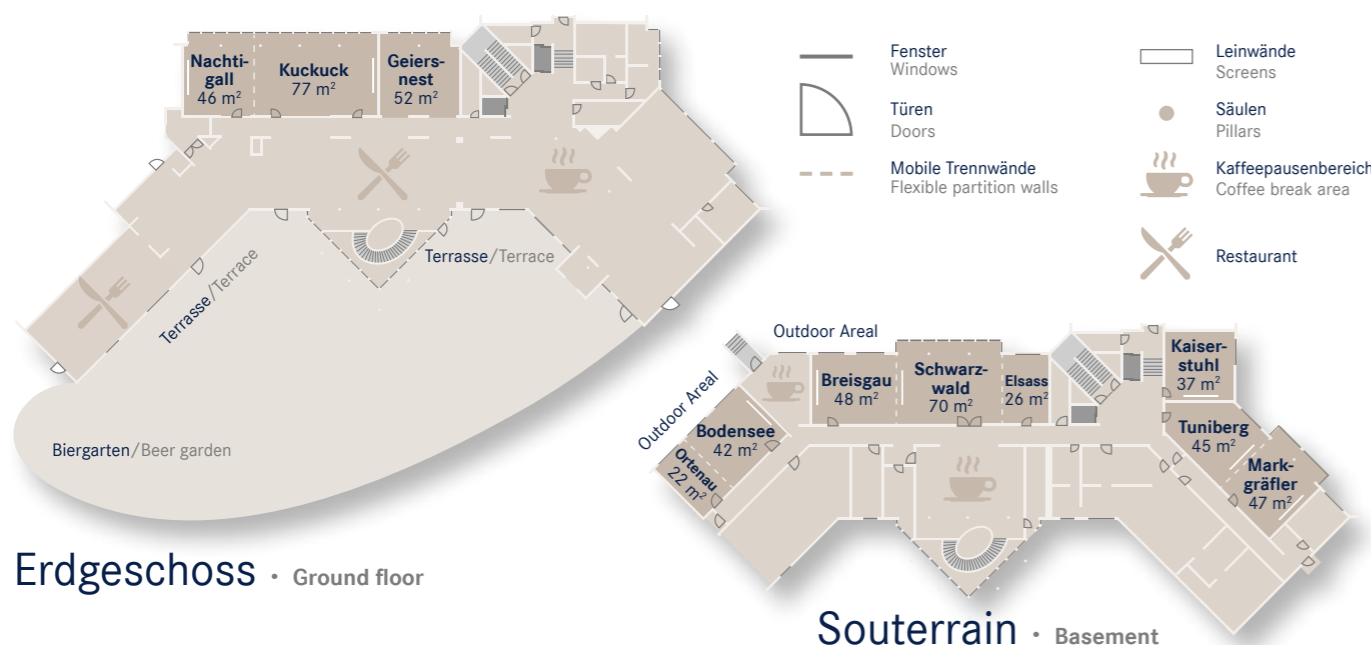 Nachti-
gall
46 m²
Kuckuck
77 m²
Geiers-
nest
52 m²
Terrasse/Terrace
Terrasse/Terrace
Biergarten/Beer garden
Erdgeschoss · Ground floor
Fenster
Windows
Türen
Doors
Mobile Trennwände
Flexible partition walls
Leinwände
Screens
Säulen
Pillars
Kaffeepausenbereich
Coffee break area
Restaurant
Outdoor Areal
Outdoor Areal
Breisgau
48 m²
Schwarz-
wald
70 m²
Elsass
26 m²
Kaiser-
stuhl
37 m²
Bodensee
42 m²
Ortenau
22 m²
Tuniberg
45 m²
Mark-
gräfler
47 m²
Souterrain · Basement